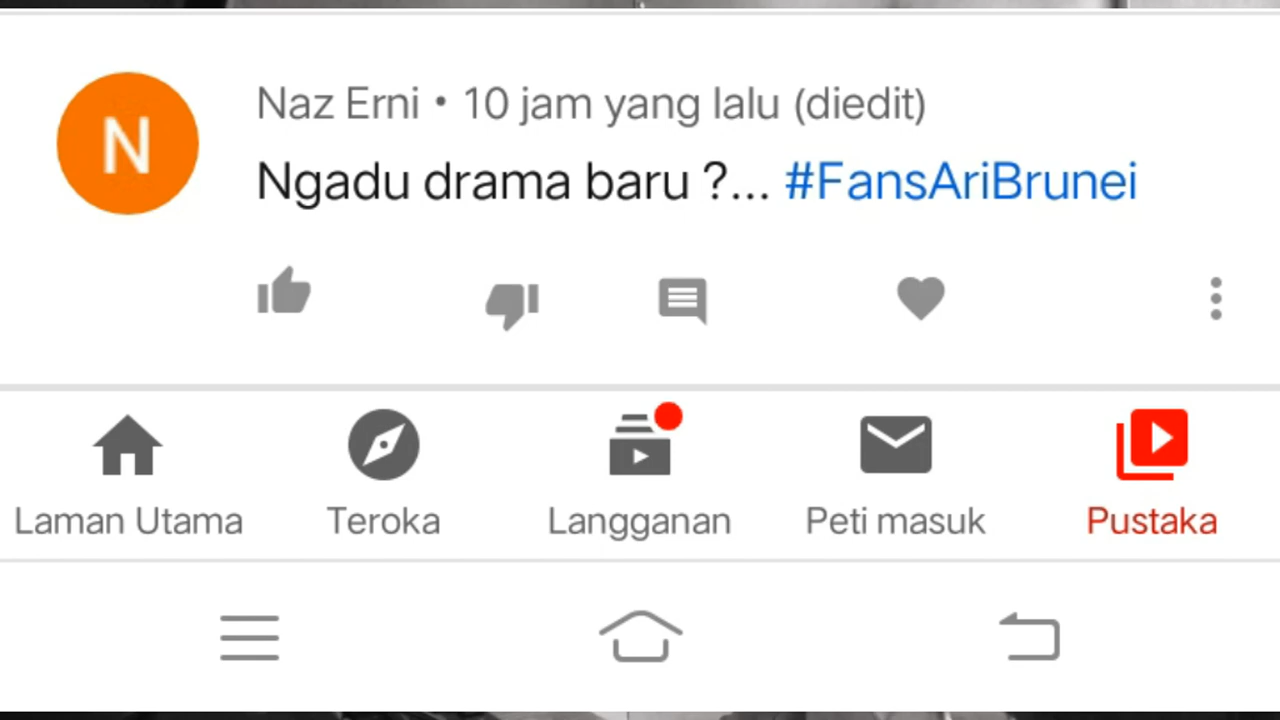 N
Naz Erni • 10 jam yang lalu (diedit)
Ngadu drama baru ?... #FansAriBrunei
Laman Utama
Teroka
Langganan
Peti masuk
Pustaka